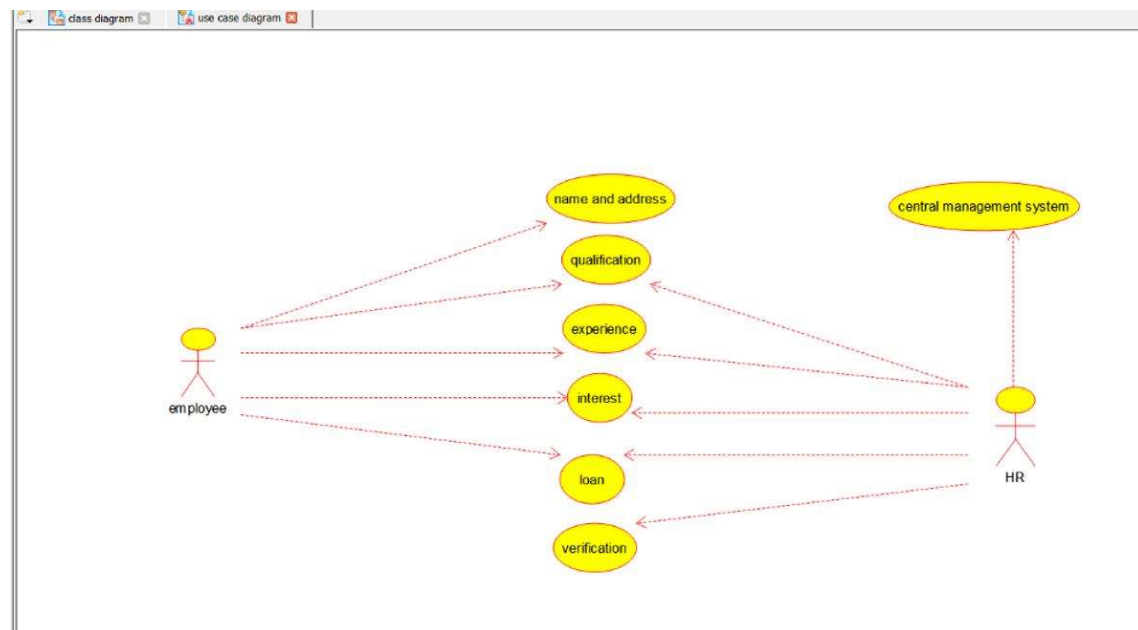 class diagram
use case diagram
name and address
central management system
qualification
experience
interest
employee
loan
HR
verification